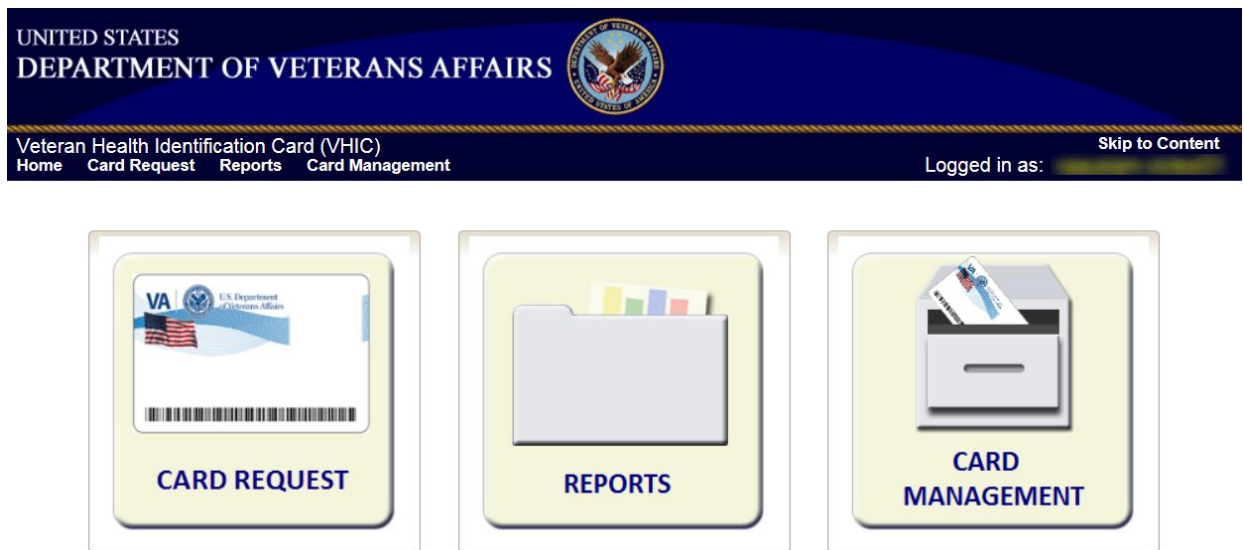 UNITED STATES
DEPARTMENT OF VETERANS AFFAIRS
Veteran Health Identification Card (VHIC)
Skip to Content
Home Card Request Reports Card Management
Logged in as:
VA
U.S. Department
of Veterans Affairs
CARD REQUEST
REPORTS
VA
CARD
MANAGEMENT